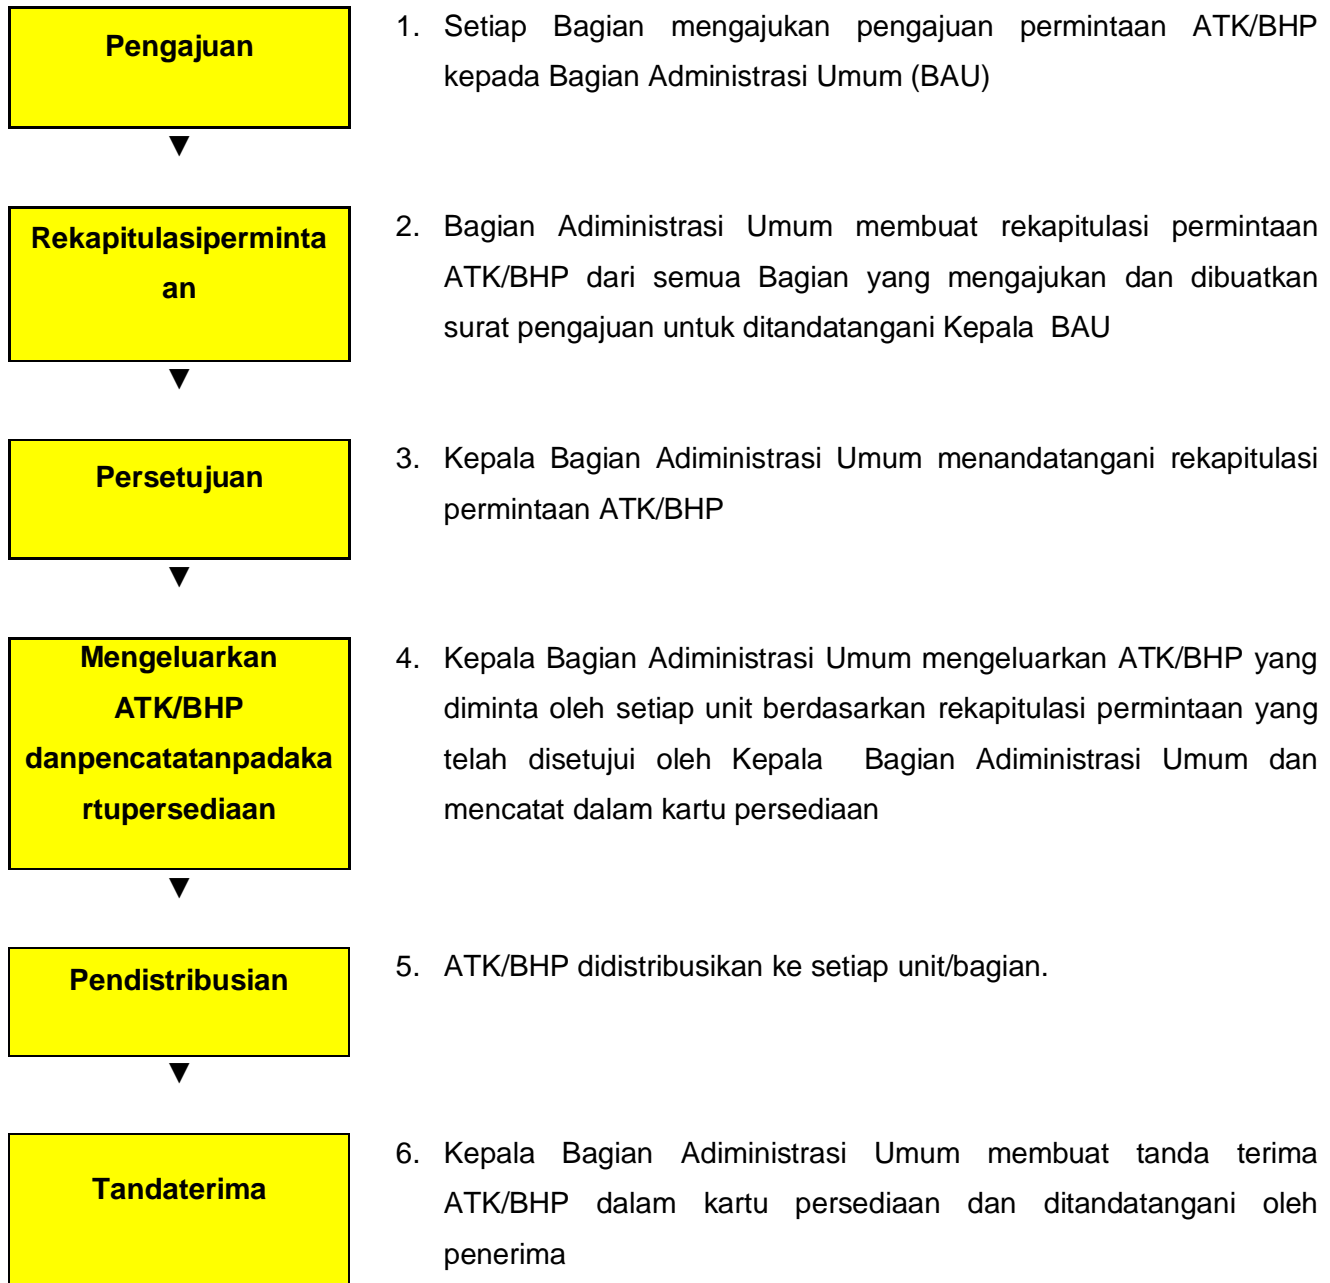 Pengajuan
1. Setiap Bagian mengajukan pengajuan permintaan ATK/BHP
kepada Bagian Administrasi Umum (BAU)
▼
Rekapitulasiperminta
an
2. Bagian Adiministrasi Umum membuat rekapitulasi permintaan
ATK/BHP dari semua Bagian yang mengajukan dan dibuatkan
surat pengajuan untuk ditandatangani Kepala BAU
▼
Persetujuan
3. Kepala Bagian Adiministrasi Umum menandatangani rekapitulasi
permintaan ATK/BHP
▼
Mengeluarkan
ATK/BHP
danpencatatanpadaka
rtupersediaan
4. Kepala Bagian Adiministrasi Umum mengeluarkan ATK/BHP yang
diminta oleh setiap unit berdasarkan rekapitulasi permintaan yang
telah disetujui oleh Kepala Bagian Adiministrasi Umum dan
mencatat dalam kartu persediaan
▼
Pendistribusian
5. ATK/BHP didistribusikan ke setiap unit/bagian.
▼
Tandaterima
6. Kepala Bagian Adiministrasi Umum membuat tanda terima
ATK/BHP dalam kartu persediaan dan ditandatangani oleh
penerima